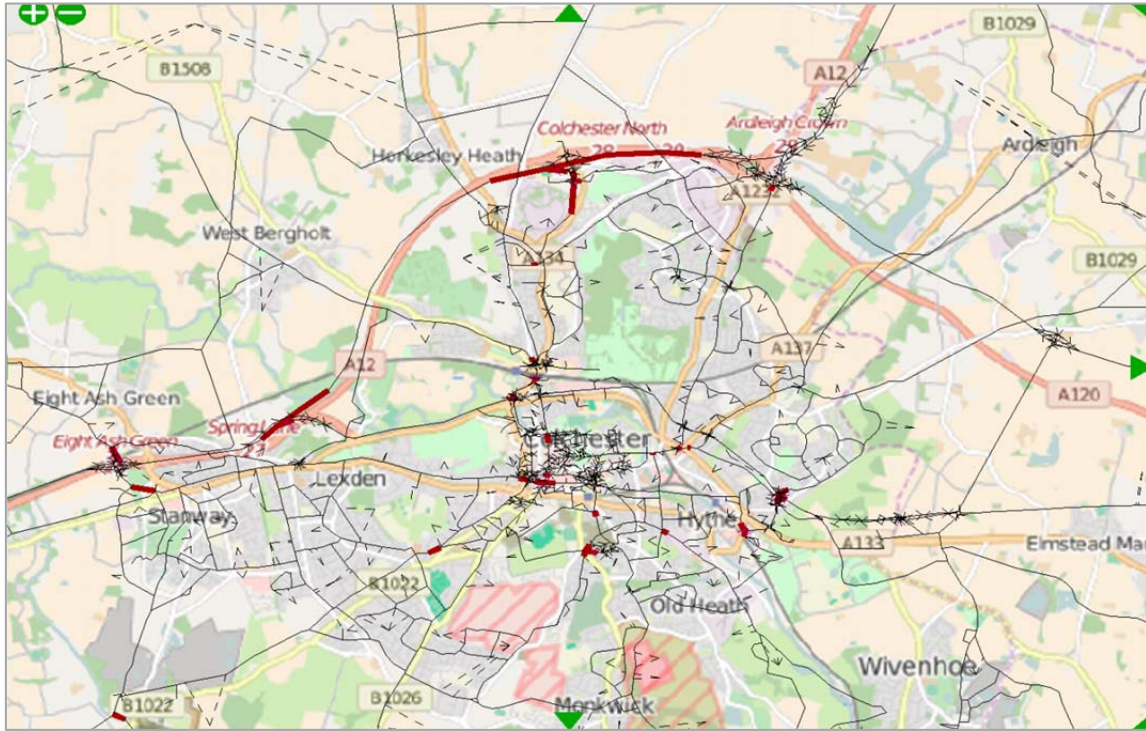 B1029
B1508
A12
Colchester North
Ardleigh Crown
28
29
29
Horkesley Heath
Ardleigh
A1232
West Bergholt
A134
B1029
A137
A12
A120
Eight Ash Green
Spring Lane
Eight Ash Green
Colchester
Lexden
Stanway
Hythe
A133
Elmstead Mar
B1022
Old Heath
Wivenhoe
B1022
B1026
Monkwick